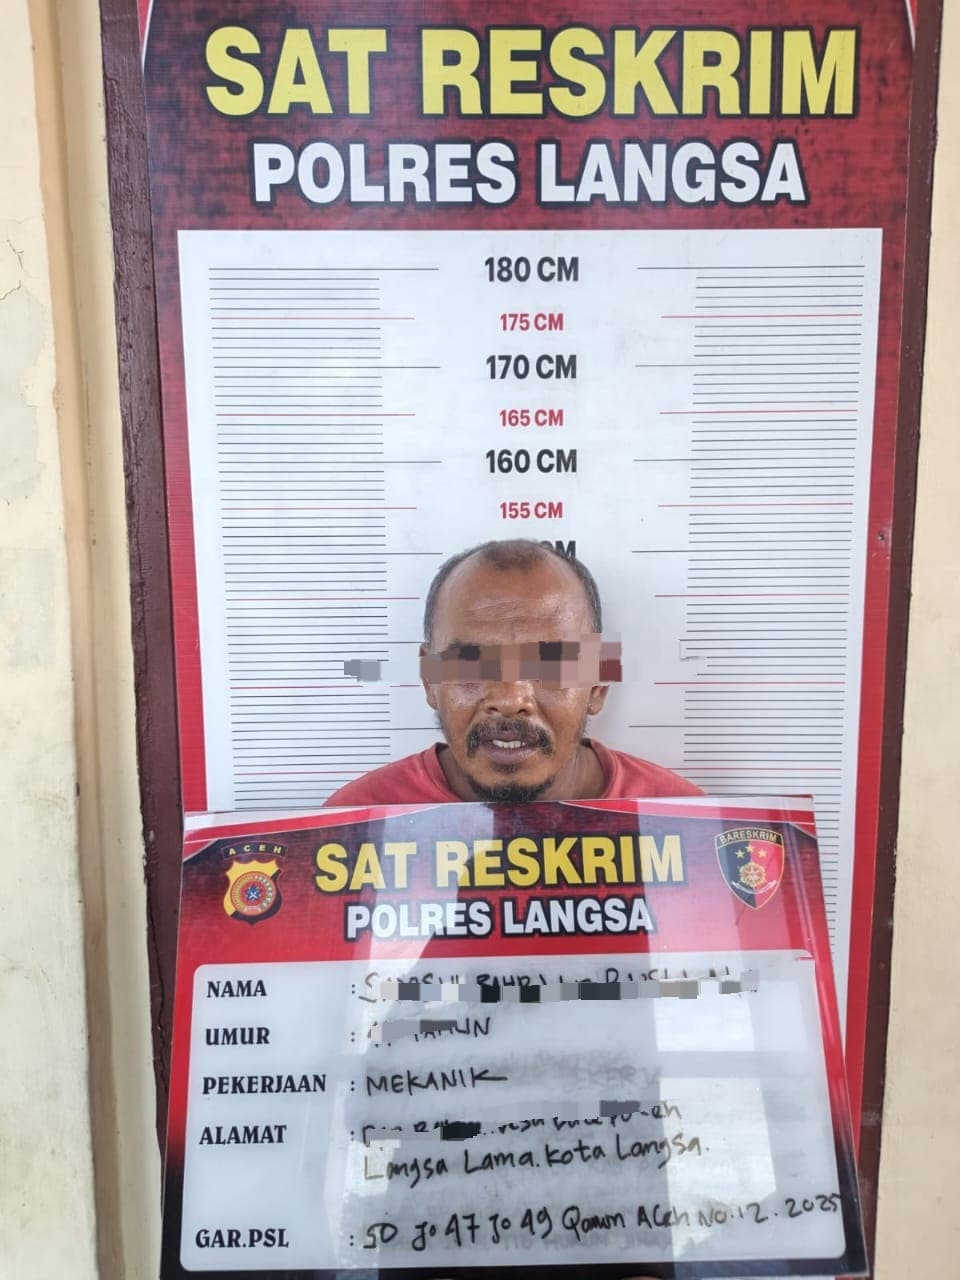 SAT RESKRIM
POLRES LANGSA
180 CM
175 CM
170 CM
165 CM
160 CM
155 CM
ACEH
BARESKRIM
SAT RESKRIM
POLRES LANGSA
NAMA :
UMUR : TAHUN
PEKERJAAN : MEKANIK
ALAMAT :
Langsa Lama. Kota Langsa.
GAR.PSL : 50 Jo 47 Jo 49 Qanun Aceh No.12.2025